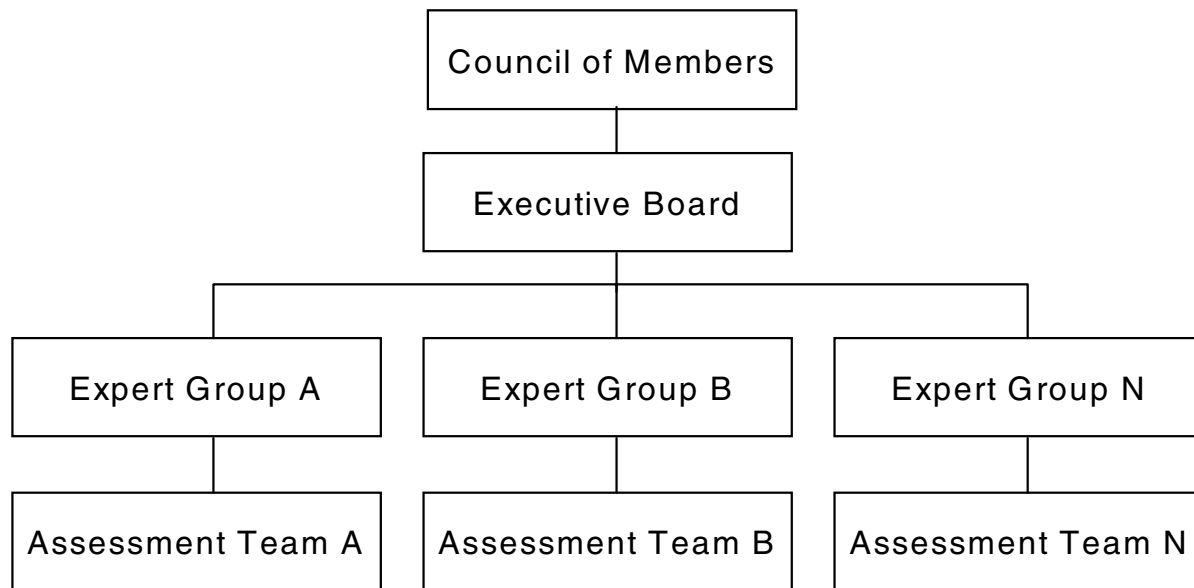 Council of Members
Executive Board
Expert Group A
Expert Group B
Expert Group N
Assessment Team A
Assessment Team B
Assessment Team N